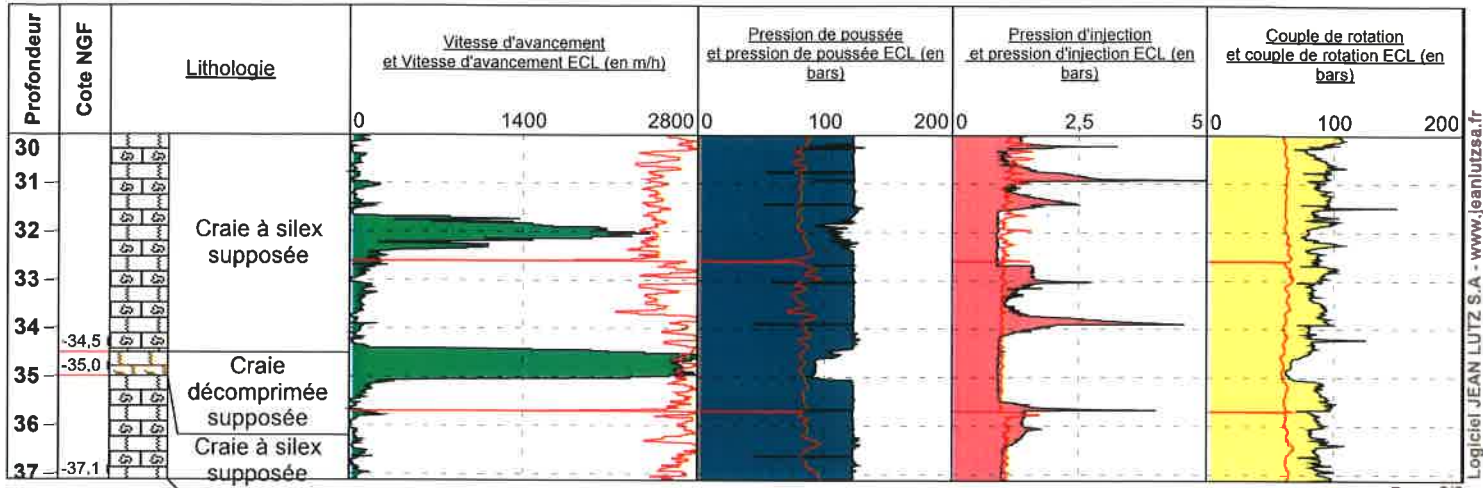 Profondeur
Cote NGF
Lithologie
Vitesse d'avancement
et Vitesse d'avancement ECL (en m/h)
Pression de poussée
et pression de poussée ECL (en
bars)
Pression d'injection
et pression d'injection ECL (en
bars)
Couple de rotation
et couple de rotation ECL (en
bars)
0 1400 2800 0 100 200 0 2,5 5 0 100 200
30
31
32
33
34
35
36
37
-34,5
-35,0
-37,1
Craie à silex
supposée
Craie
décomprimée
supposée
Craie à silex
supposée
Logiciel JEAN LUTZ S.A - www.jeanlutzsa.fr